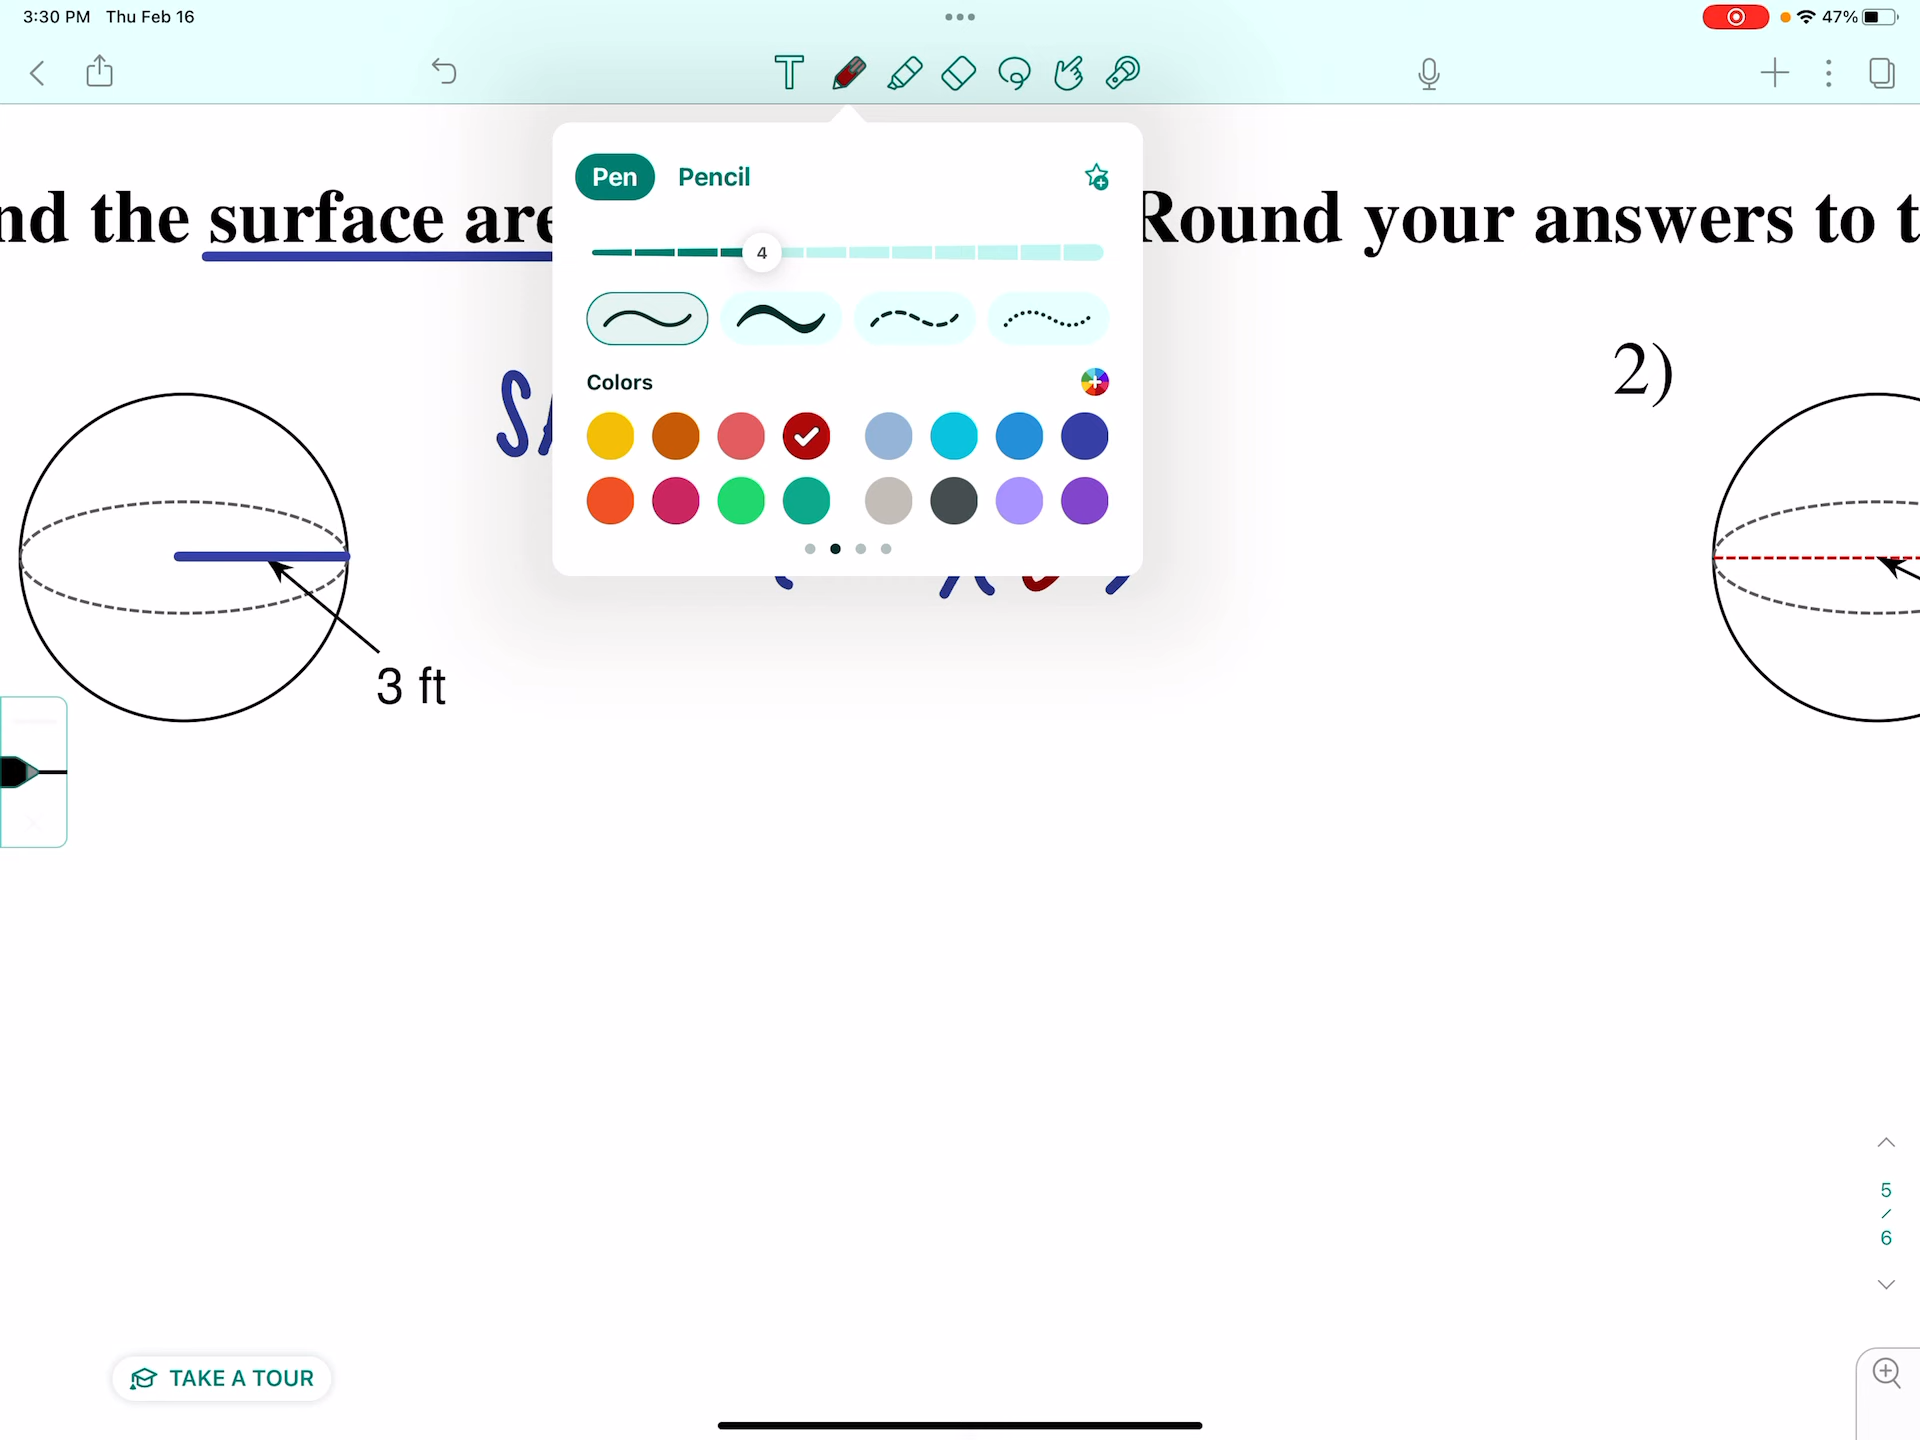 3:30 PM Thu Feb 16
47%
T
Pen Pencil
nd the surface are Round your answers to t
4
2)
Colors
3 ft
5
/
6
TAKE A TOUR